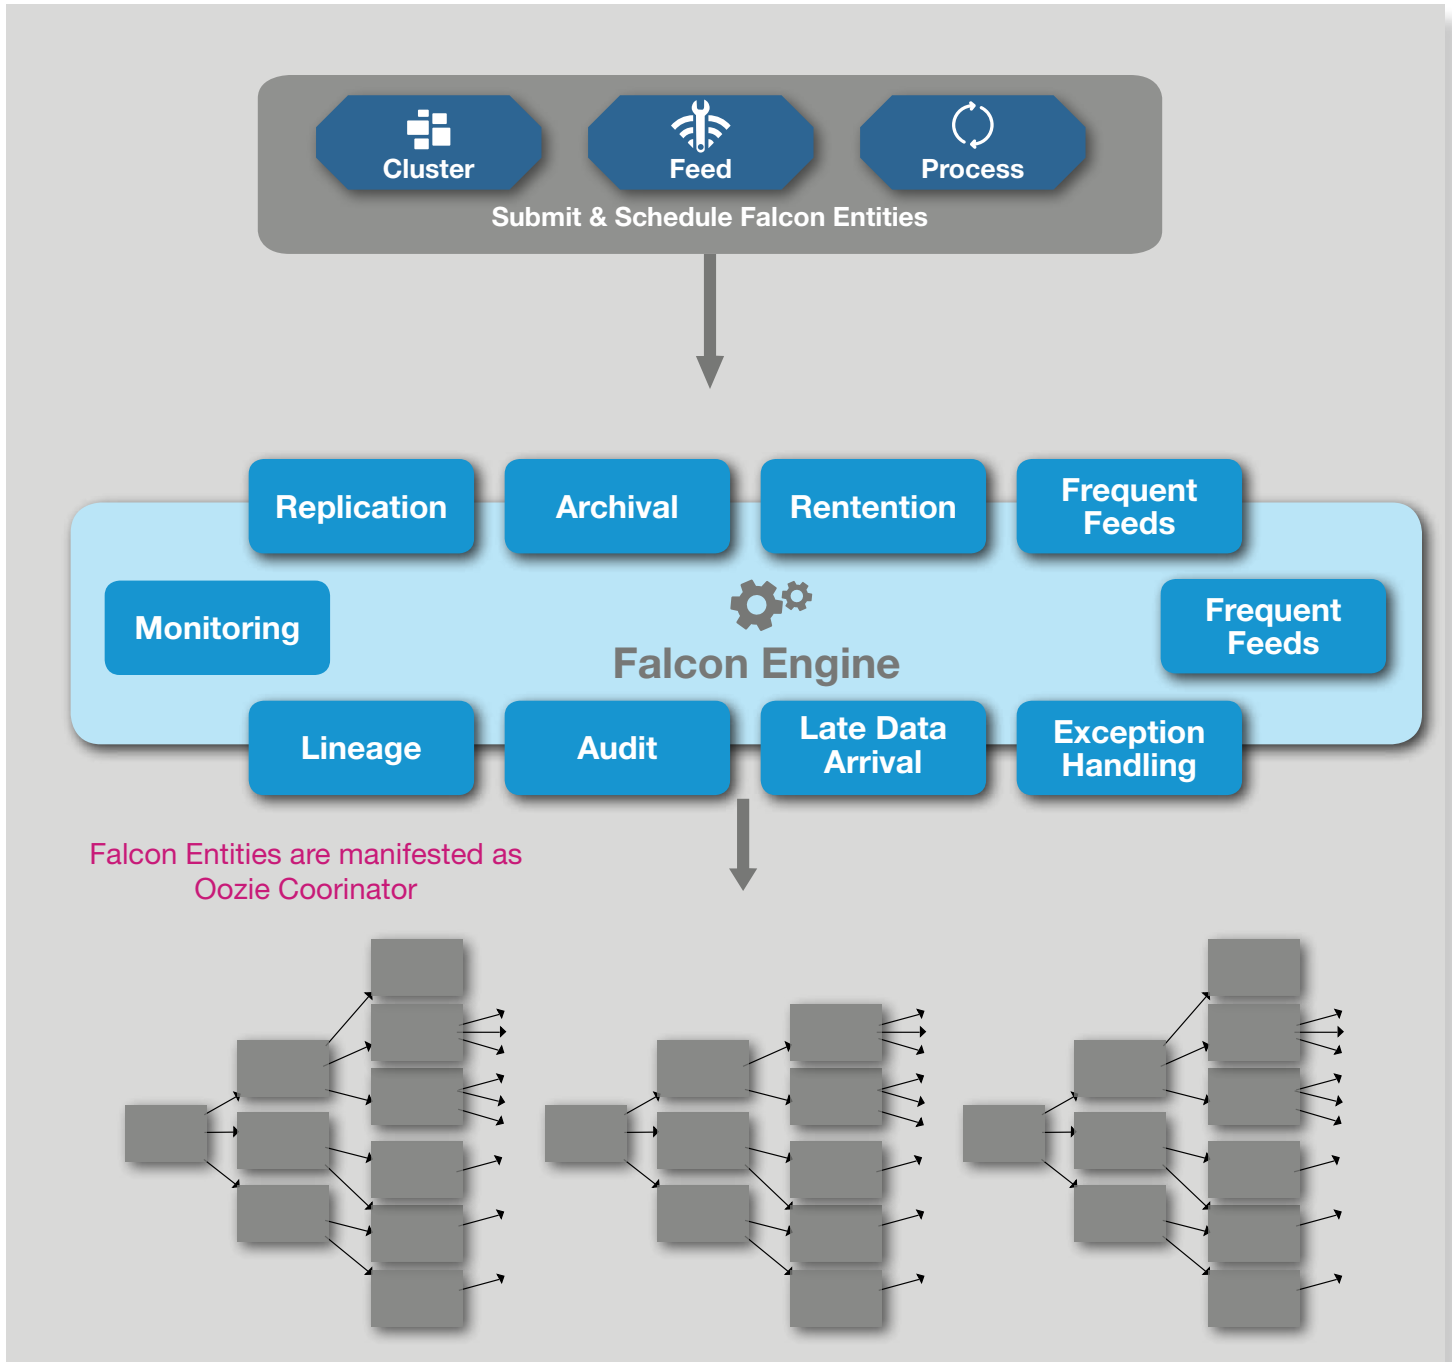 Cluster
Feed
Process
Submit & Schedule Falcon Entities
Replication
Archival
Rentention
Frequent
Feeds
Monitoring
Falcon Engine
Frequent
Feeds
Lineage
Audit
Late Data
Arrival
Exception
Handling
Falcon Entities are manifested as
Oozie Coorinator